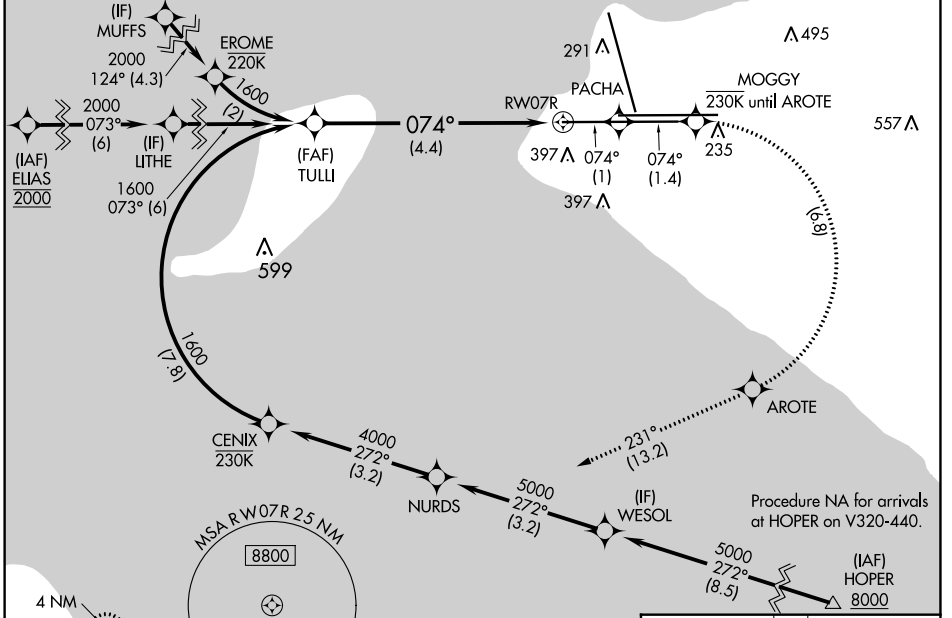 (IF)
MUFFS
2000
124° (4.3)
EROME
220K
1600
(2)
(IAF)
ELIAS
2000
2000
073°
(6)
(IF)
LITHE
1600
073° (6)
(FAF)
TULLI
074°
(4.4)
RW07R
PACHA
291
495
MOGGY
230K until AROTE
557
235
397
397
074°
(1)
074°
(1.4)
599
(6.8)
1600
(7.8)
AROTE
231°
(13.2)
CENIX
230K
4000
272°
(3.2)
NURDS
5000
272°
(3.2)
(IF)
WESOL
Procedure NA for arrivals
at HOPER on V320-440.
5000
272°
(8.5)
(IAF)
HOPER
8000
MSA RW07R 25 NM
8800
4 NM